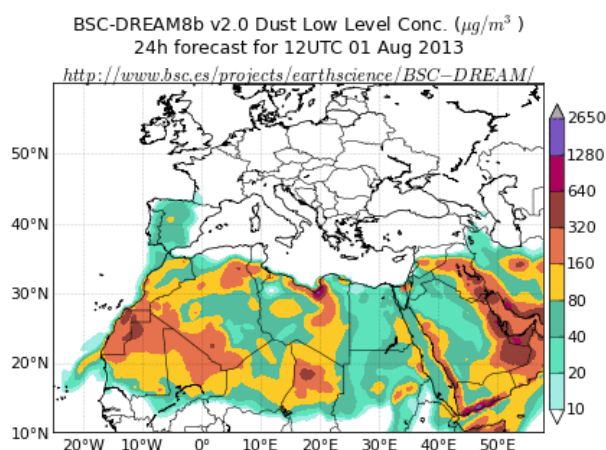 BSC-DREAM8b v2.0 Dust Low Level Conc. (μg/m³ )
24h forecast for 12UTC 01 Aug 2013
http://www.bsc.es/projects/earthscience/BSC−DREAM/
2650
1280
640
320
160
80
40
20
10
50°N
40°N
30°N
20°N
10°N
20°W
10°W
0°
10°E
20°E
30°E
40°E
50°E